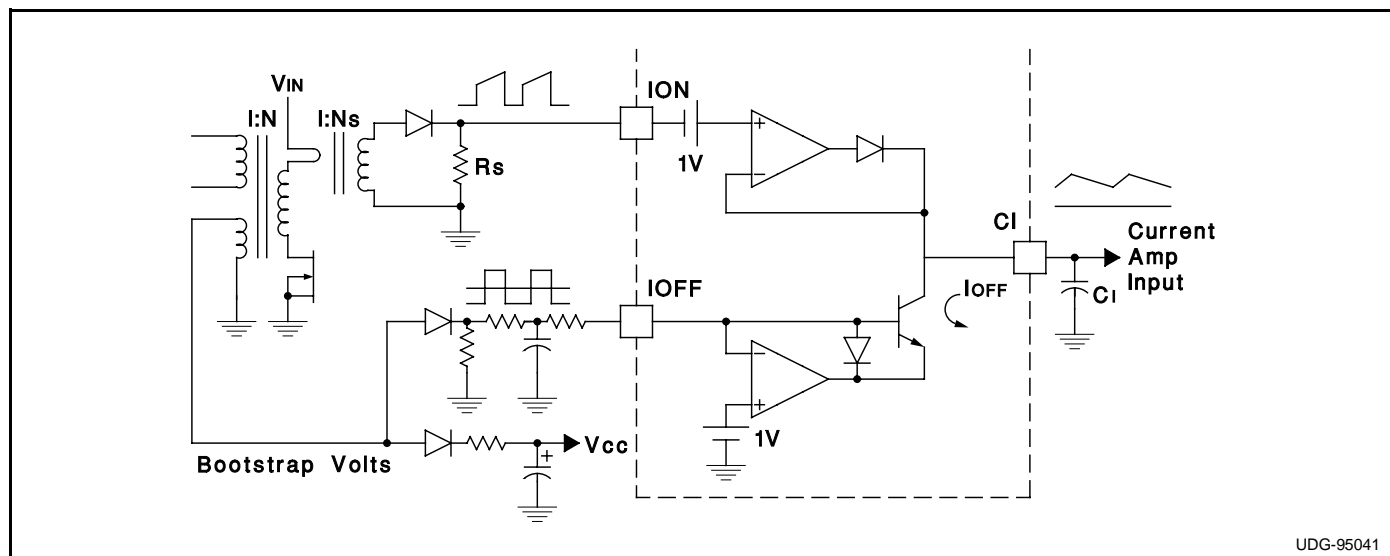 VIN
I:N
I:Ns
Rs
ION
1V
CI
Current
Amp
Input
CI
IOFF
IOFF
1V
+
Vcc
Bootstrap Volts
UDG-95041